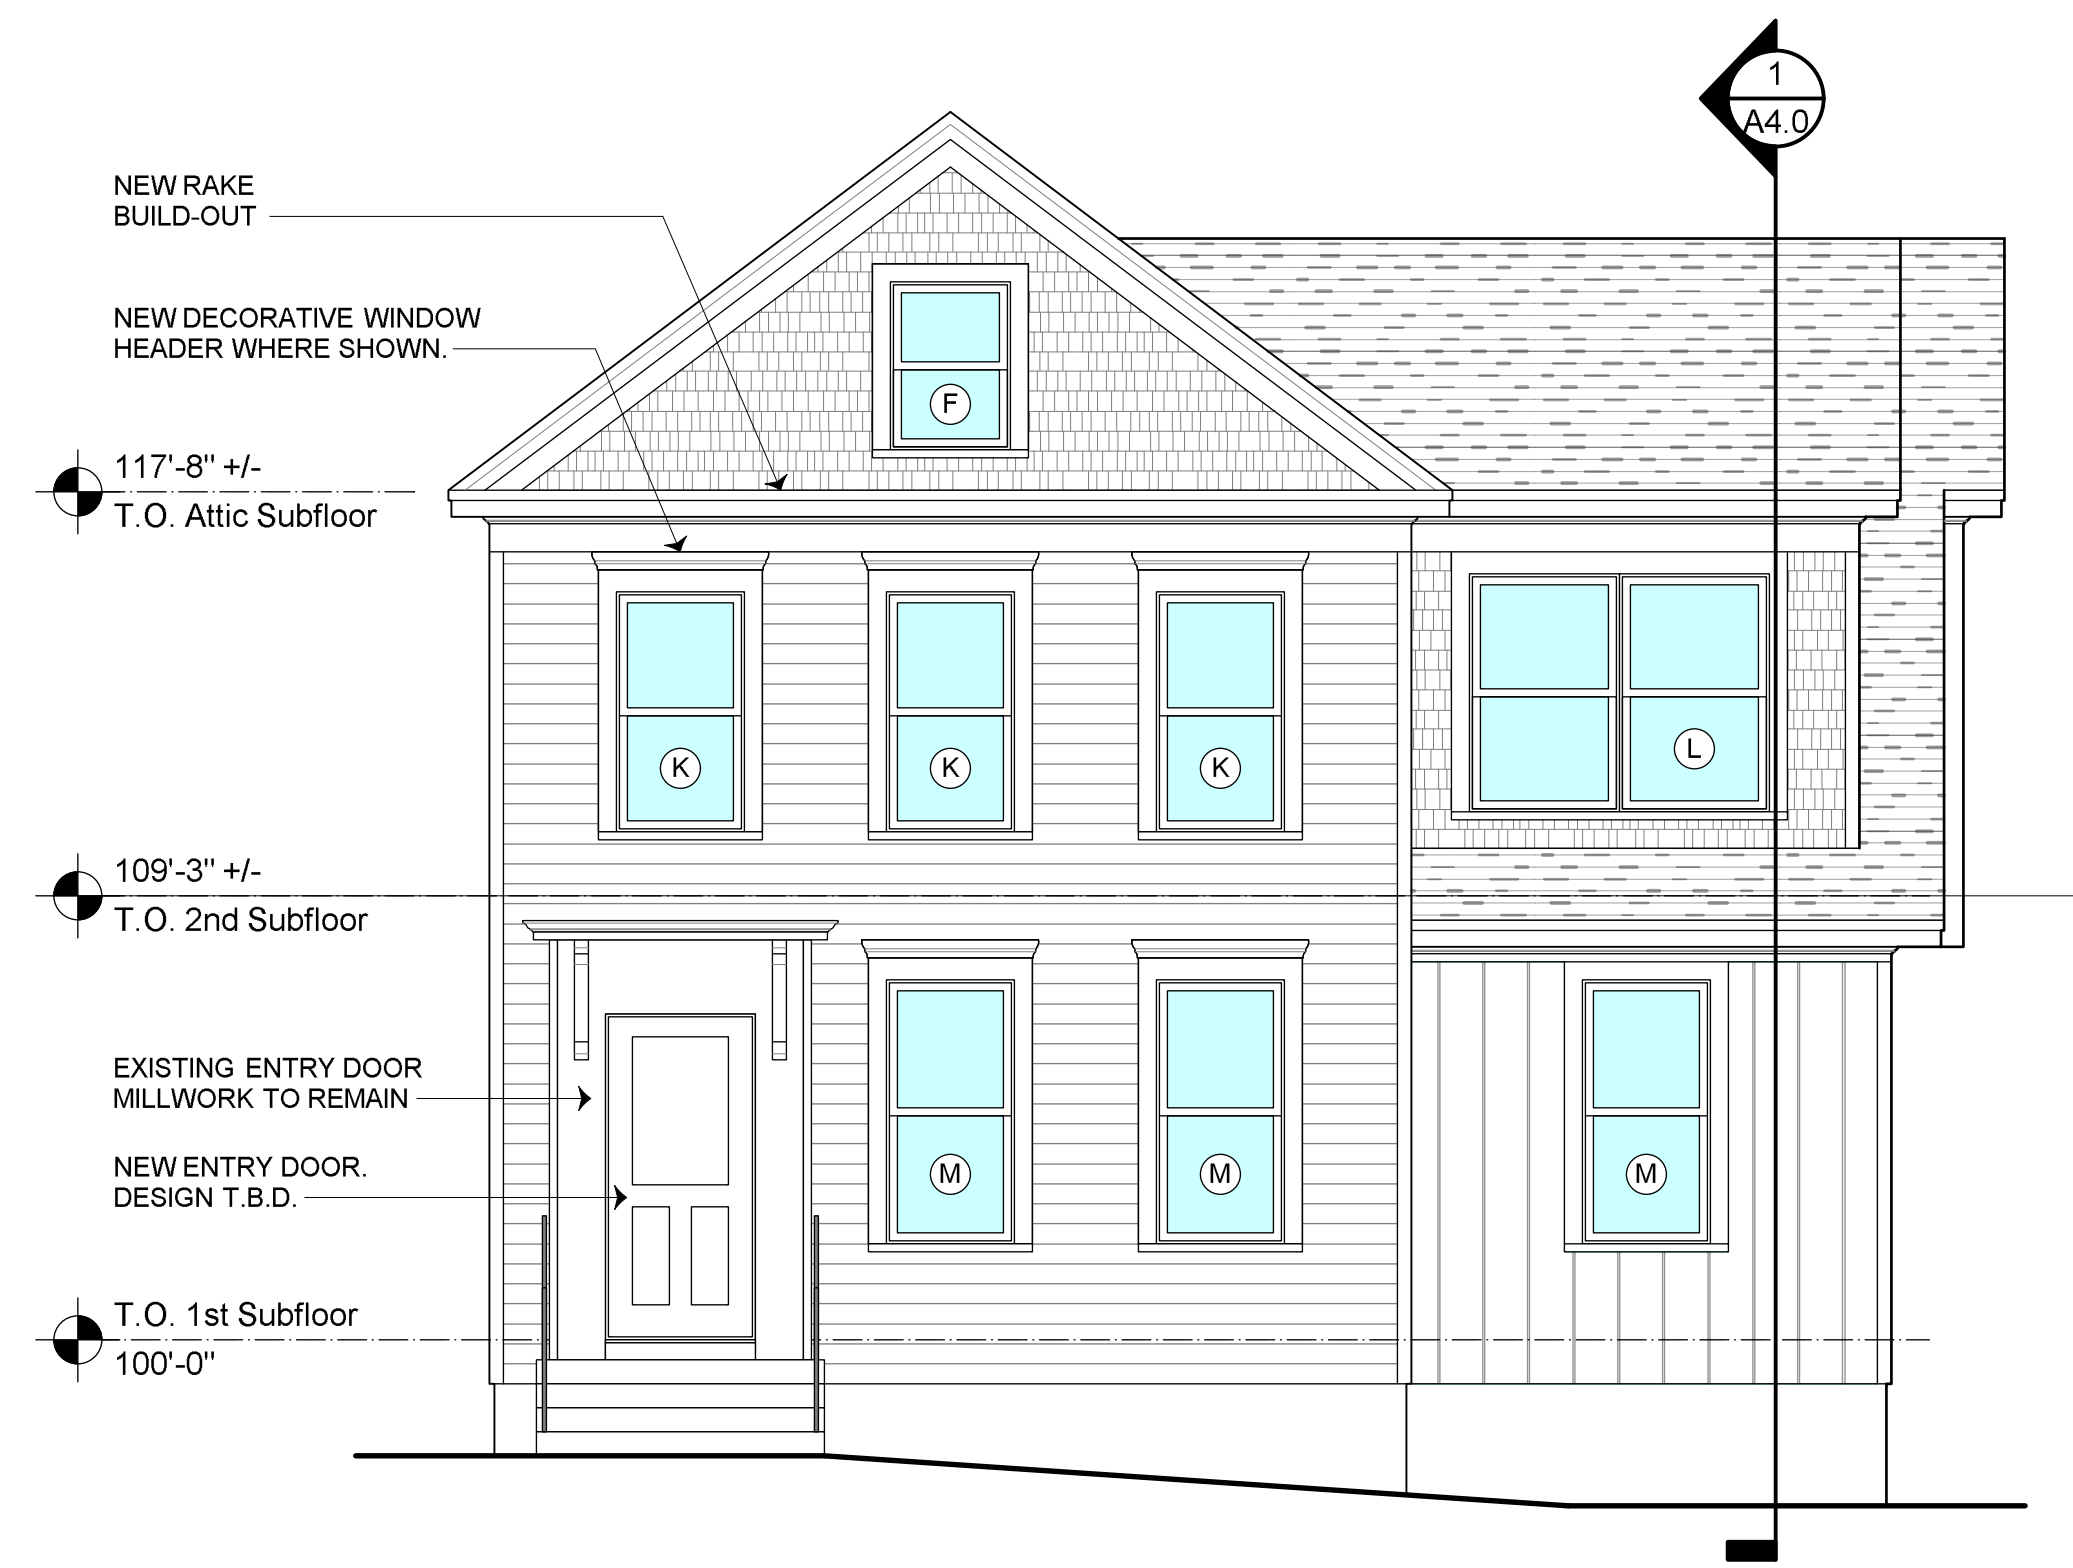 1
A4.0
NEW RAKE
BUILD-OUT
NEW DECORATIVE WINDOW
HEADER WHERE SHOWN.
F
117'-8" +/-
T.O. Attic Subfloor
K
K
K
L
109'-3" +/-
T.O. 2nd Subfloor
EXISTING ENTRY DOOR
MILLWORK TO REMAIN
NEW ENTRY DOOR.
DESIGN T.B.D.
M
M
M
T.O. 1st Subfloor
100'-0"